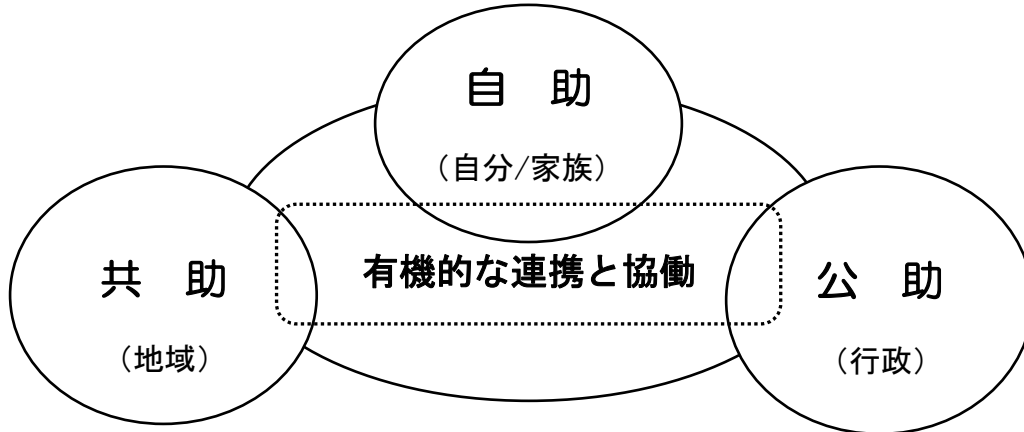 自　助
（自分/家族）
共　助
（地域）
有機的な連携と協働
公　助
（行政）